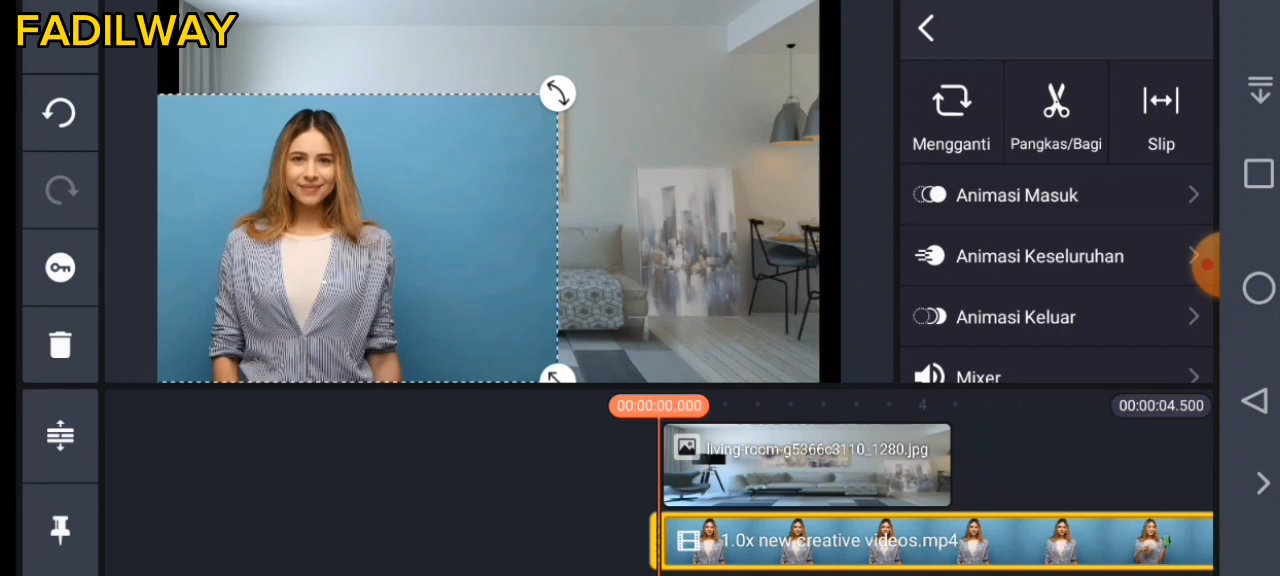 FADILWAY
Mengganti
Pangkas/Bagi
Slip
Animasi Masuk
Animasi Keseluruhan
Animasi Keluar
Mixer
00:00:00.000
4
00:00:04.500
living-room-g5366c3110_1280.jpg
1.0x new creative videos.mp4